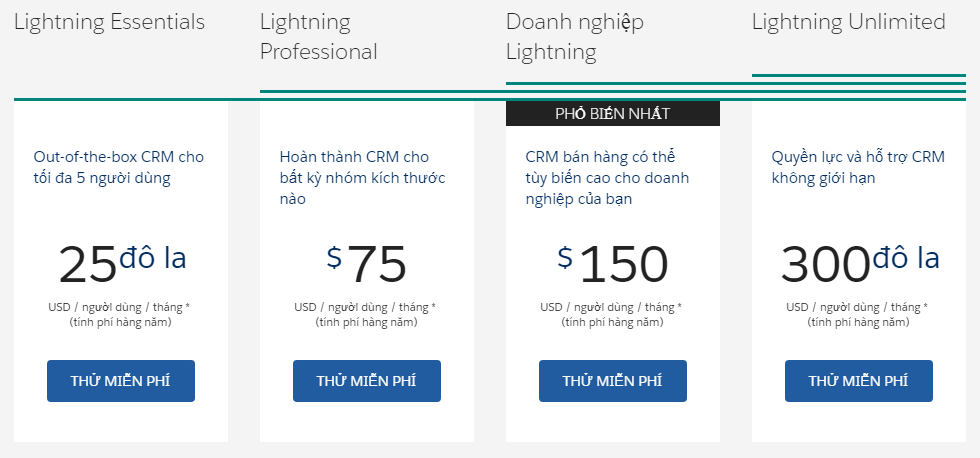 Lightning Essentials
Lightning
Professional
Doanh nghiệp
Lightning
Lightning Unlimited
PHỔ BIẾN NHẤT
Out-of-the-box CRM cho
tối đa 5 người dùng
25 đô la
USD / người dùng / tháng *
(tính phí hàng năm)
THỬ MIỄN PHÍ
Hoàn thành CRM cho
bất kỳ nhóm kích thước
nào
$ 75
USD / người dùng / tháng *
(tính phí hàng năm)
THỬ MIỄN PHÍ
CRM bán hàng có thể
tùy biến cao cho doanh
nghiệp của bạn
$ 150
USD / người dùng / tháng *
(tính phí hàng năm)
THỬ MIỄN PHÍ
Quyền lực và hỗ trợ CRM
không giới hạn
300 đô la
USD / người dùng / tháng *
(tính phí hàng năm)
THỬ MIỄN PHÍ